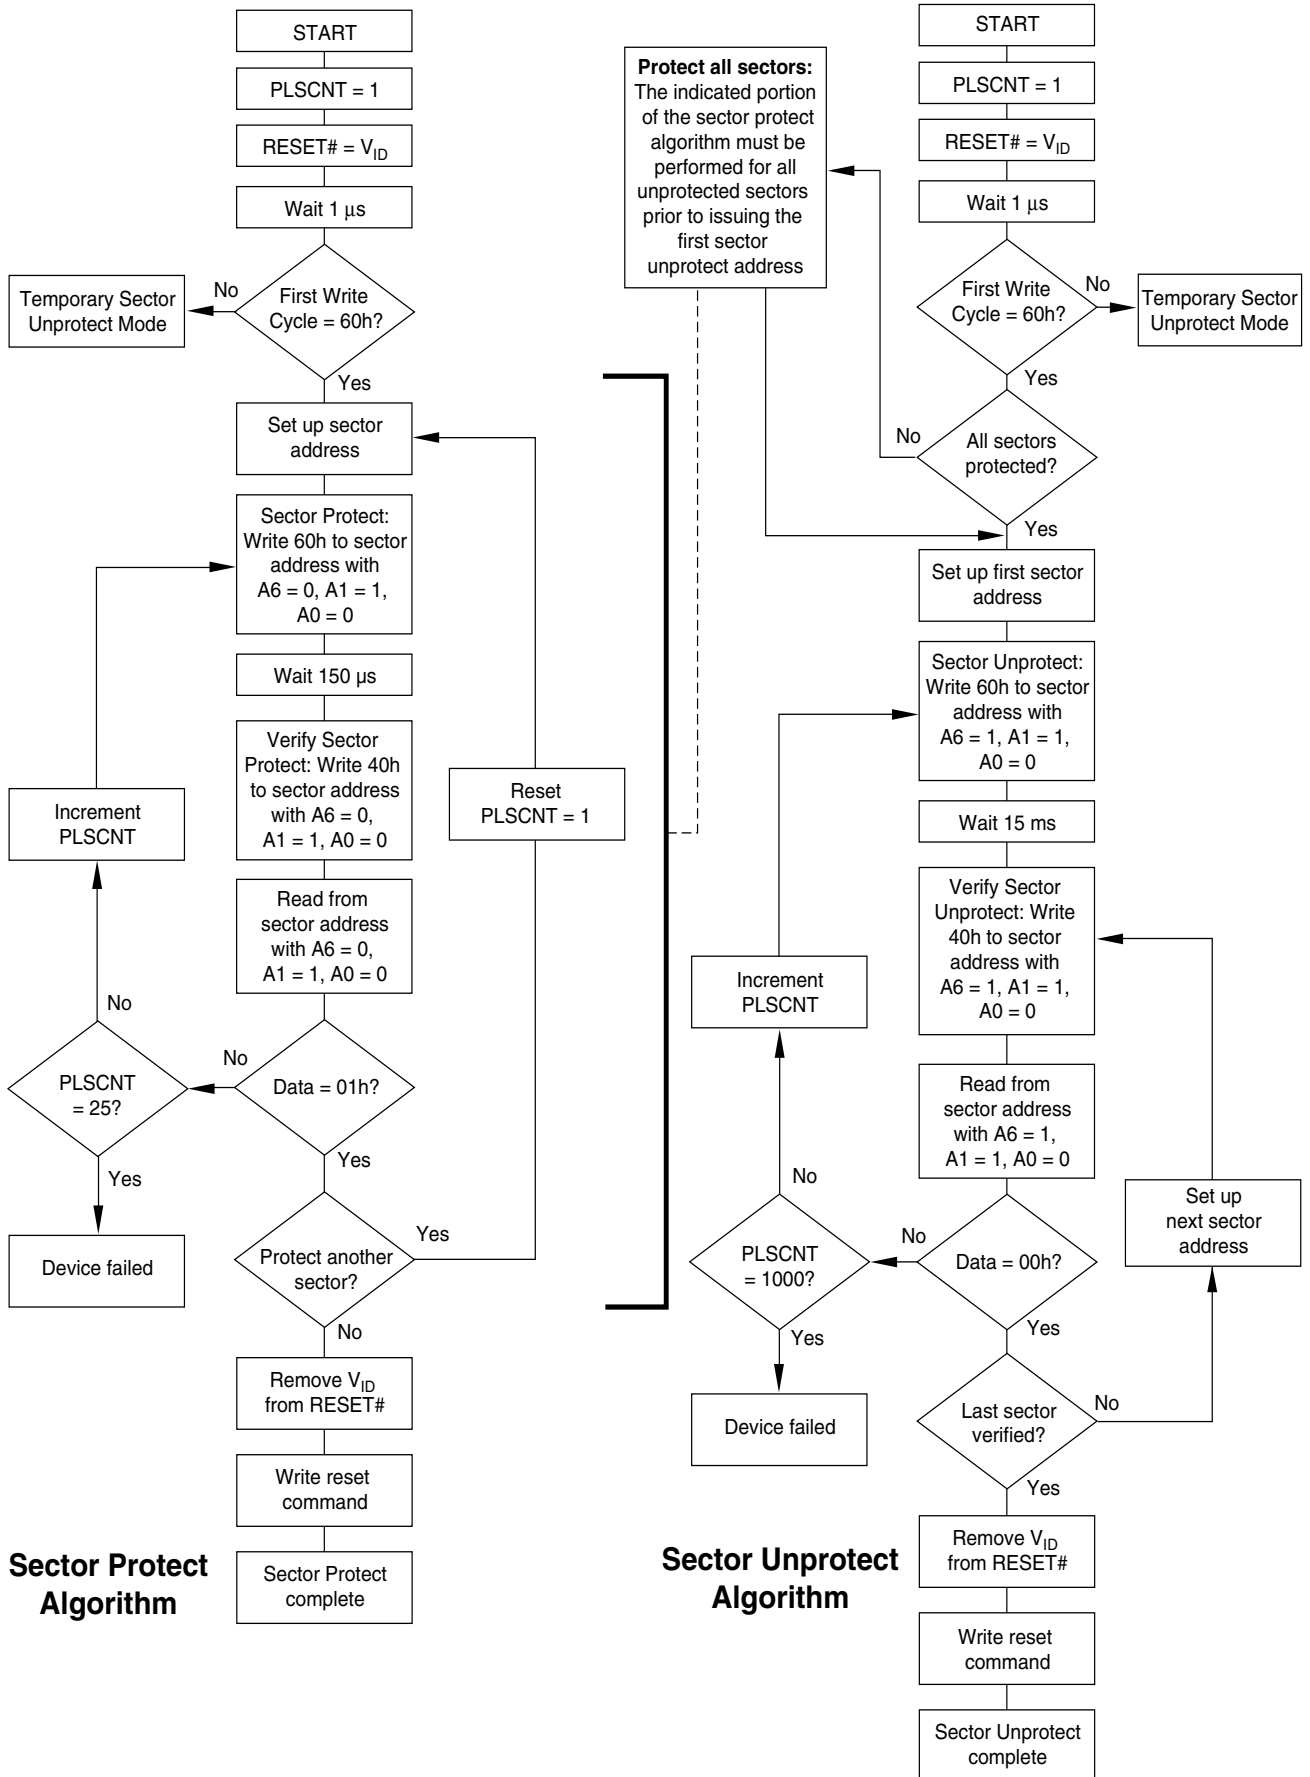 START
PLSCNT = 1
RESET# = VID
Wait 1 μs
First Write
Cycle = 60h?
No
Temporary Sector
Unprotect Mode
Yes
Set up sector
address
Sector Protect:
Write 60h to sector
address with
A6 = 0, A1 = 1,
A0 = 0
Wait 150 µs
Verify Sector
Protect: Write 40h
to sector address
with A6 = 0,
A1 = 1, A0 = 0
Reset
PLSCNT = 1
Increment
PLSCNT
Read from
sector address
with A6 = 0,
A1 = 1, A0 = 0
No
No
PLSCNT
= 25?
Data = 01h?
Yes
Yes
Device failed
Protect another
sector?
Yes
No
Remove VID
from RESET#
Write reset
command
Sector Protect
complete
Sector Protect
Algorithm
Protect all sectors:
The indicated portion
of the sector protect
algorithm must be
performed for all
unprotected sectors
prior to issuing the
first sector
unprotect address
START
PLSCNT = 1
RESET# = VID
Wait 1 μs
First Write
Cycle = 60h?
No
Temporary Sector
Unprotect Mode
Yes
No
All sectors
protected?
Yes
Set up first sector
address
Sector Unprotect:
Write 60h to sector
address with
A6 = 1, A1 = 1,
A0 = 0
Wait 15 ms
Verify Sector
Unprotect: Write
40h to sector
address with
A6 = 1, A1 = 1,
A0 = 0
Increment
PLSCNT
Read from
sector address
with A6 = 1,
A1 = 1, A0 = 0
No
No
PLSCNT
= 1000?
Data = 00h?
Set up
next sector
address
Yes
Yes
Device failed
Last sector
verified?
No
Yes
Remove VID
from RESET#
Write reset
command
Sector Unprotect
complete
Sector Unprotect
Algorithm